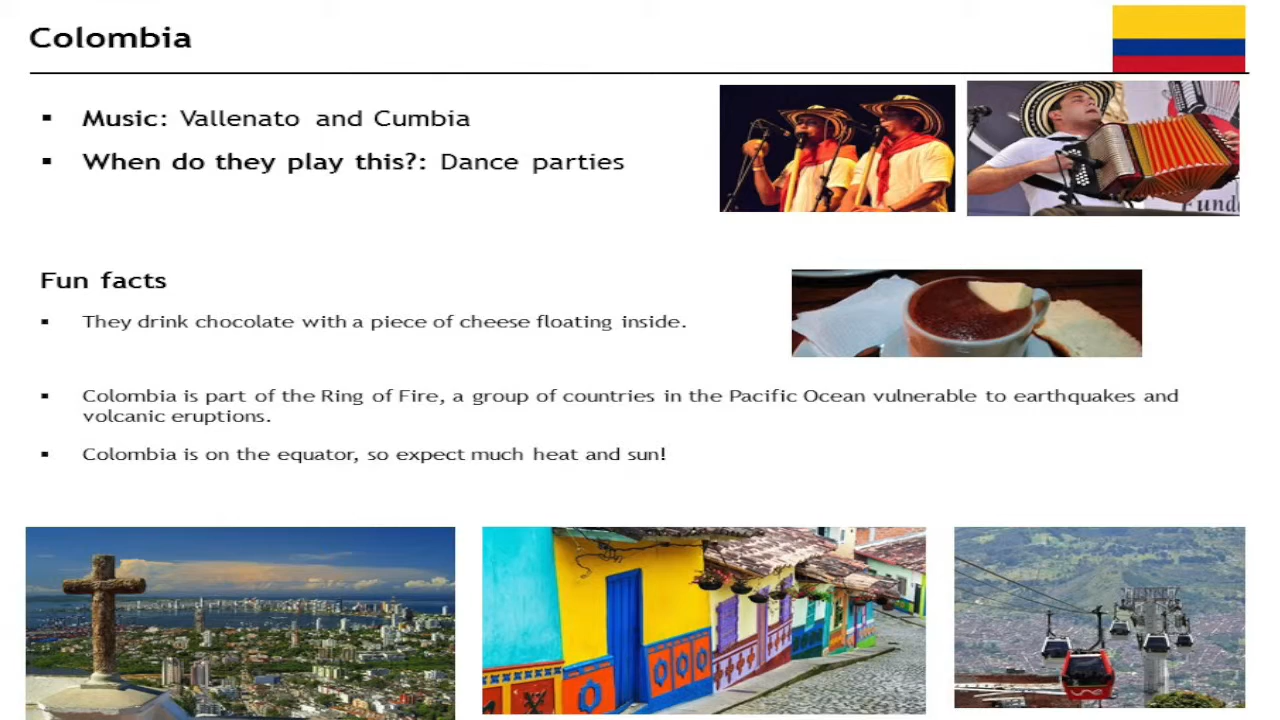 Colombia
Music: Vallenato and Cumbia
When do they play this?: Dance parties
Fund
Fun facts
They drink chocolate with a piece of cheese floating inside.
Colombia is part of the Ring of Fire, a group of countries in the Pacific Ocean vulnerable to earthquakes and
volcanic eruptions.
Colombia is on the equator, so expect much heat and sun!